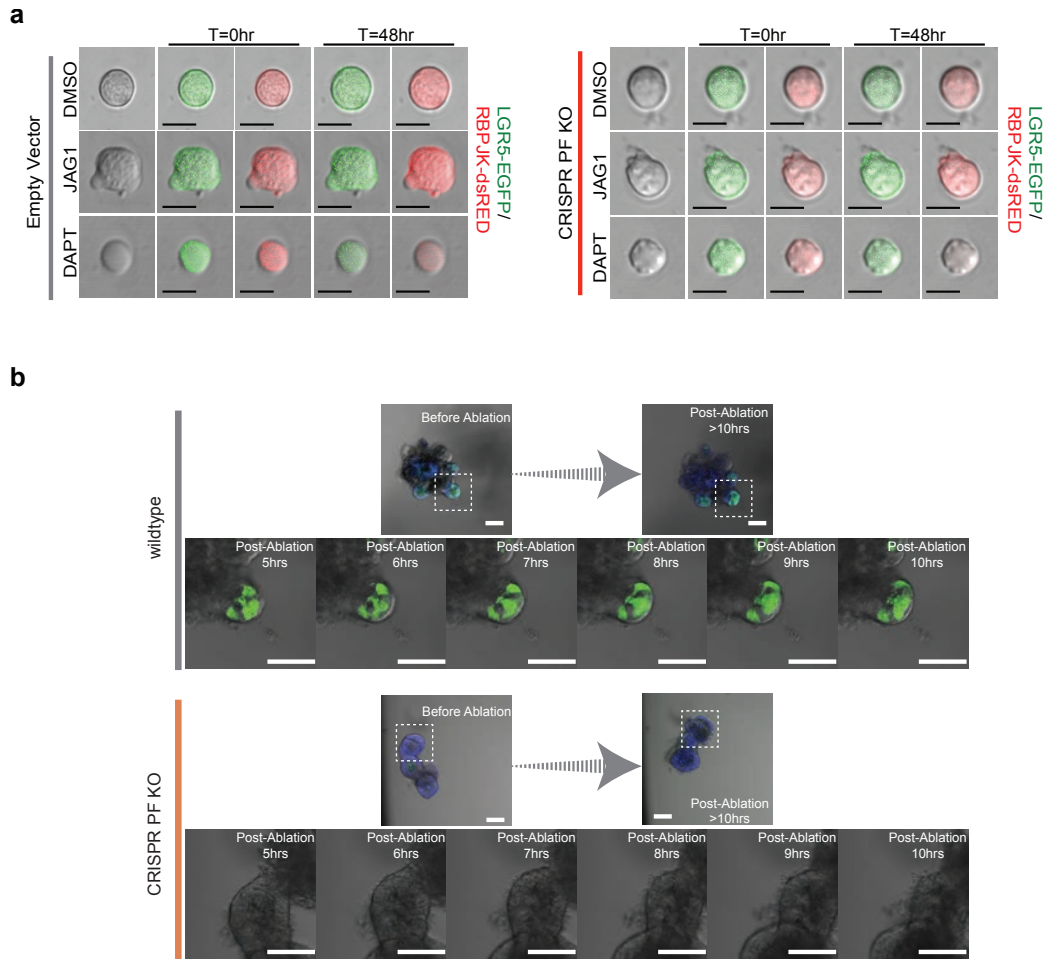 a
T=0hr
T=48hr
Empty Vector
DMSO
JAG1
DAPT
LGR5-EGFP/
RBPJK-dsRED
T=0hr
T=48hr
CRISPR PF KO
DMSO
JAG1
DAPT
LGR5-EGFP/
RBPJK-dsRED
b
wildtype
Before Ablation
Post-Ablation
>10hrs
Post-Ablation
5hrs
Post-Ablation
6hrs
Post-Ablation
7hrs
Post-Ablation
8hrs
Post-Ablation
9hrs
Post-Ablation
10hrs
CRISPR PF KO
Before Ablation
Post-Ablation
>10hrs
Post-Ablation
5hrs
Post-Ablation
6hrs
Post-Ablation
7hrs
Post-Ablation
8hrs
Post-Ablation
9hrs
Post-Ablation
10hrs